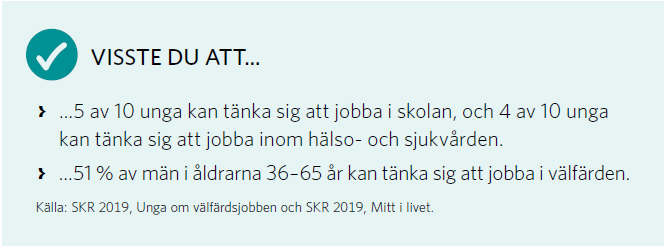 VISSTE DU ATT...
...5 av 10 unga kan tänka sig att jobba i skolan, och 4 av 10 unga
kan tänka sig att jobba inom hälso- och sjukvården.
...51 % av män i åldrarna 36–65 år kan tänka sig att jobba i välfärden.
Källa: SKR 2019, Unga om välfärdsjobben och SKR 2019, Mitt i livet.